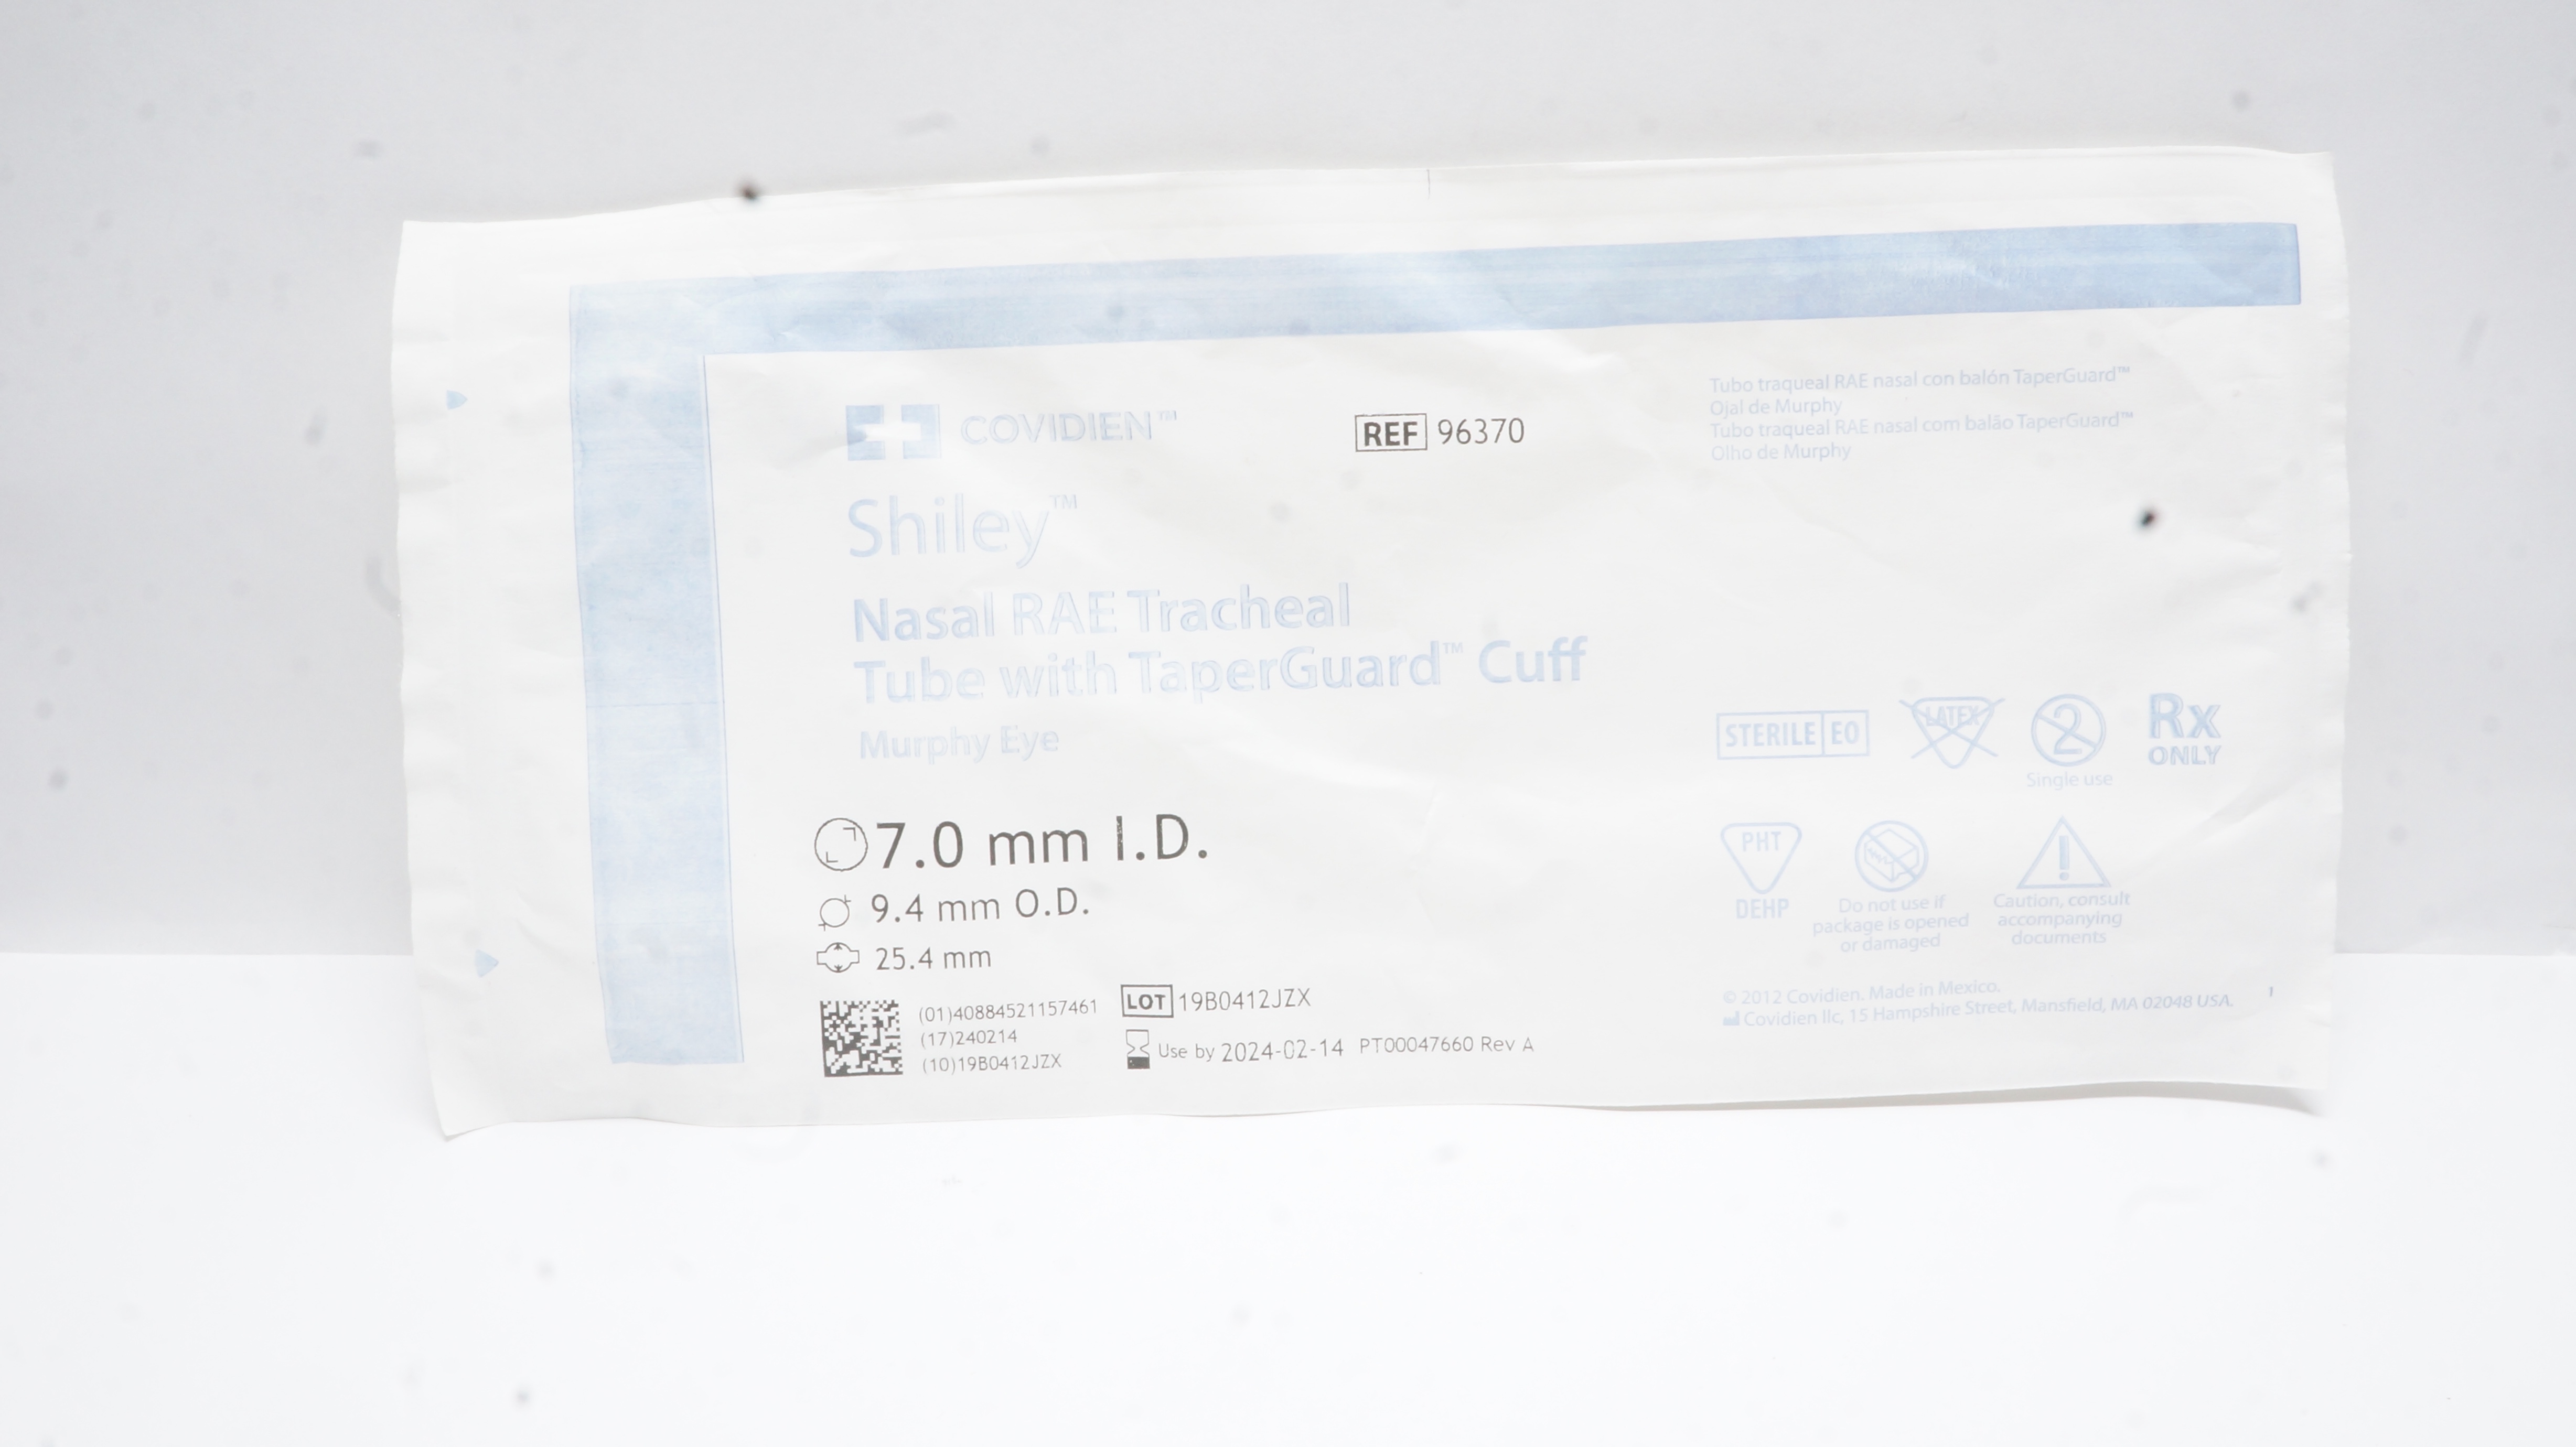 COVIDIEN™
REF 96370
Tubo traqueal RAE nasal con balón TaperGuard™
Ojal de Murphy
Tubo traqueal RAE nasal com balão TaperGuard™
Olho de Murphy
Shiley™
Nasal RAE Tracheal
Tube with TaperGuard™ Cuff
Murphy Eye
STERILE EO
LATEX
2
Single use
Rx
ONLY
7.0 mm I.D.
9.4 mm O.D.
25.4 mm
PHT
DEHP
Do not use if
package is opened
or damaged
!
Caution, consult
accompanying
documents
(01)40884521157461
(17)240214
(10)19B0412JZX
LOT 19B0412JZX
Use by 2024-02-14 PT00047660 Rev A
© 2012 Covidien. Made in Mexico.
Covidien llc, 15 Hampshire Street, Mansfield, MA 02048 USA.
1